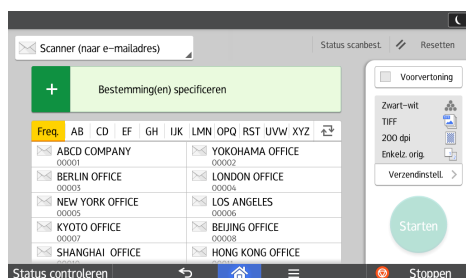 Scanner (naar e-mailadres)
Status scanbest.
Resetten
+ Bestemming(en) specificeren
Voorvertoning
Zwart-wit
TIFF
200 dpi
Enkelz. orig.
Verzendinstell. >
Starten
Freq. AB CD EF GH IJK LMN OPQ RST UVW XYZ
ABCD COMPANY
00001
YOKOHAMA OFFICE
00002
BERLIN OFFICE
00003
LONDON OFFICE
00004
NEW YORK OFFICE
00005
LOS ANGELES
00006
KYOTO OFFICE
00007
BEIJING OFFICE
00008
SHANGHAI OFFICE
HONG KONG OFFICE
Status controleren
Stoppen